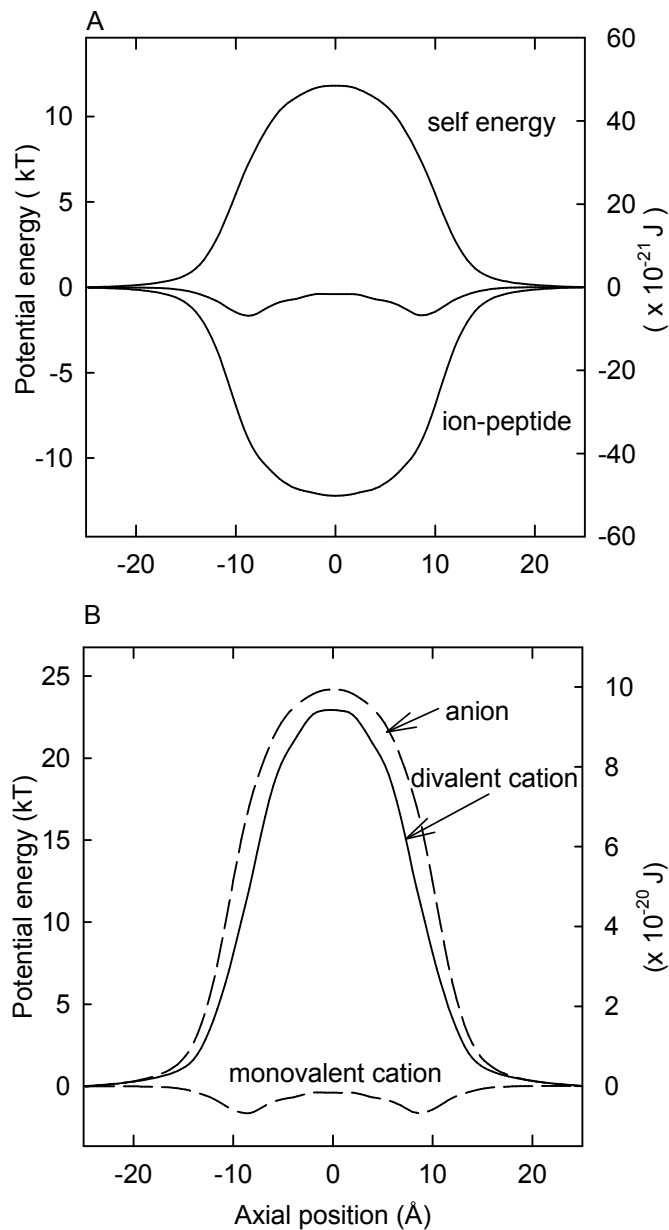 A
Potential energy ( kT)
10
5
0
-5
-10
60
40
20
0
-20
-40
-60
( x 10-21 J )
self energy
ion-peptide
-20
-10
0
10
20
B
Potential energy (kT)
25
20
15
10
5
0
10
8
6
4
2
0
(x 10-20 J)
anion
divalent cation
monovalent cation
-20
-10
0
10
20
Axial position (Å)